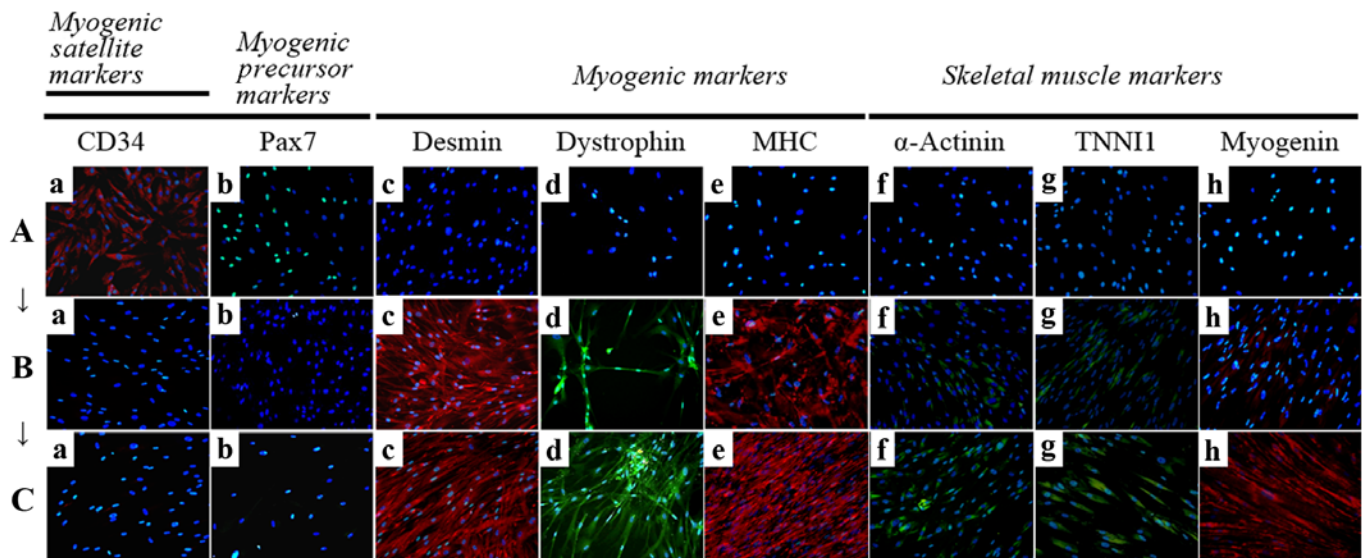 Myogenic
satellite
markers
Myogenic
precursor
markers
Myogenic markers
Skeletal muscle markers
CD34 Pax7 Desmin Dystrophin MHC α-Actinin TNNI1 Myogenin
A a b c d e f g h
↓
B a b c d e f g h
↓
C a b c d e f g h